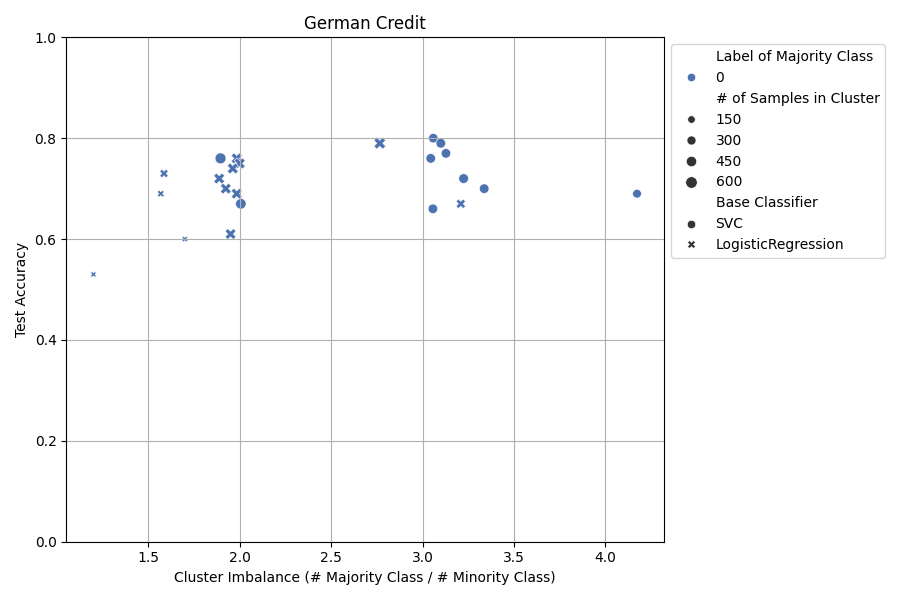 German Credit
1.0
0.8
0.6
0.4
0.2
0.0
Test Accuracy
1.5
2.0
2.5
3.0
3.5
4.0
Cluster Imbalance (# Majority Class / # Minority Class)
Label of Majority Class
0
# of Samples in Cluster
150
300
450
600
Base Classifier
SVC
LogisticRegression